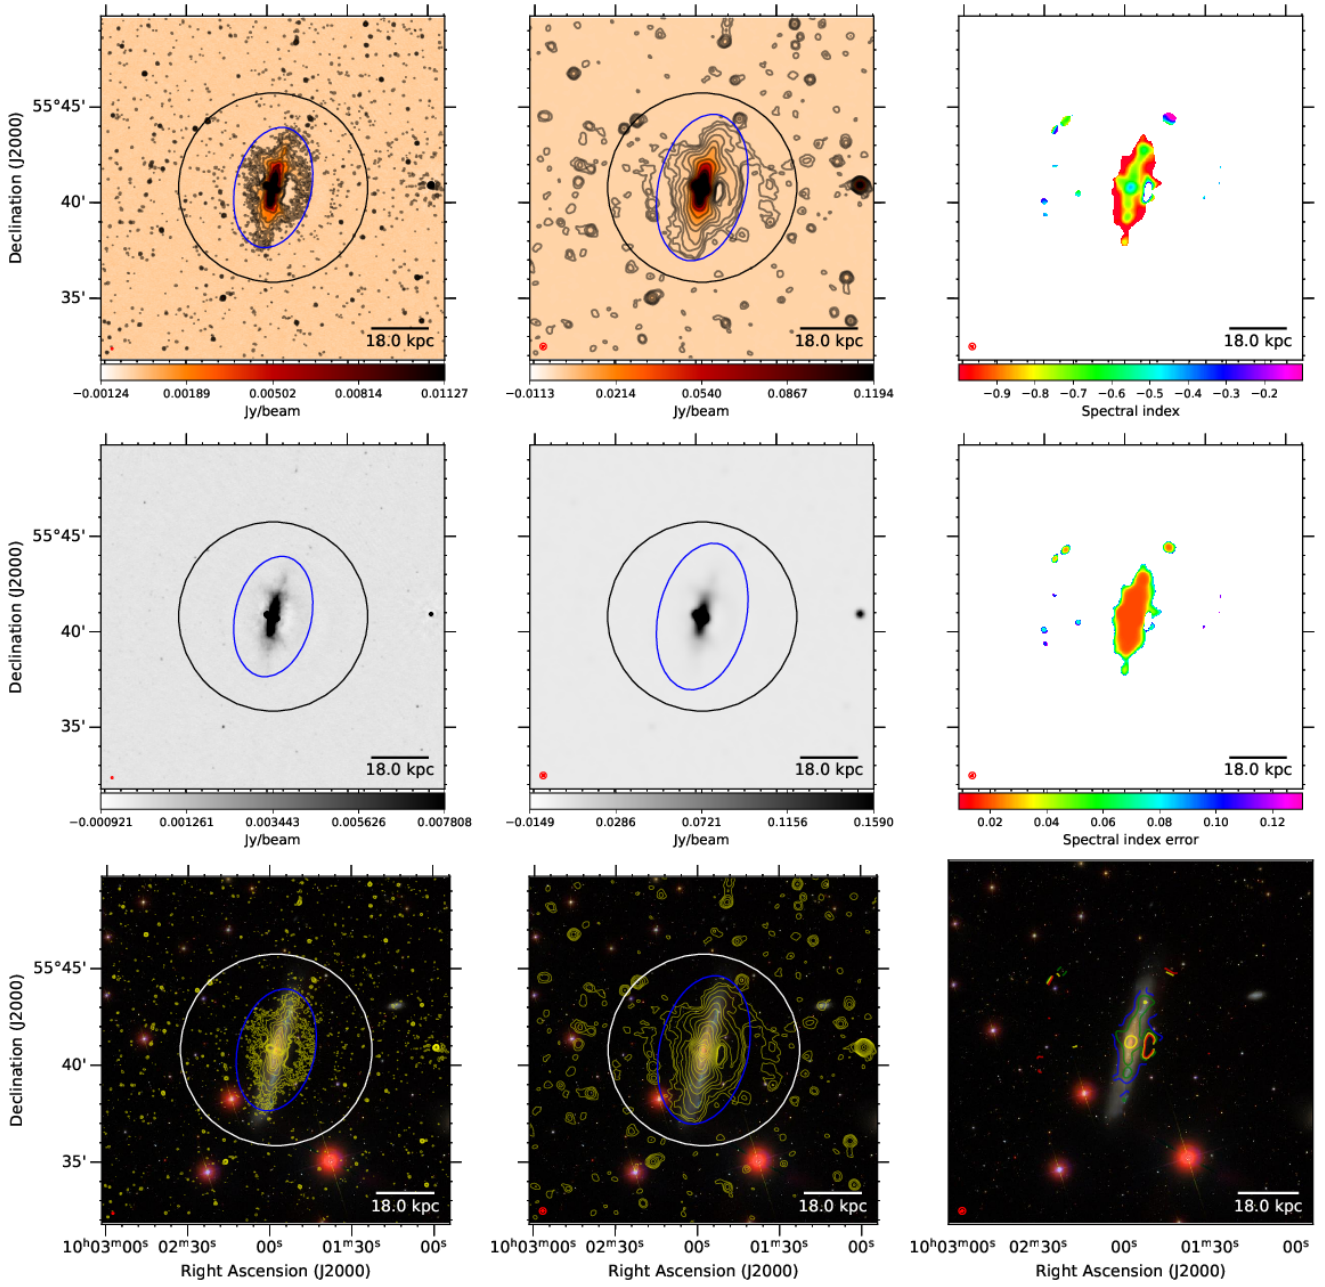 55°45'
40'
35'
Declination (J2000)
18.0 kpc
−0.00124 0.00189 0.00502 0.00814 0.01127
Jy/beam
18.0 kpc
−0.0113 0.0214 0.0540 0.0867 0.1194
Jy/beam
18.0 kpc
−0.9 −0.8 −0.7 −0.6 −0.5 −0.4 −0.3 −0.2
Spectral index
55°45'
40'
35'
Declination (J2000)
18.0 kpc
−0.000921 0.001261 0.003443 0.005626 0.007808
Jy/beam
18.0 kpc
−0.0149 0.0286 0.0721 0.1156 0.1590
Jy/beam
18.0 kpc
0.02 0.04 0.06 0.08 0.10 0.12
Spectral index error
55°45'
40'
35'
Declination (J2000)
18.0 kpc
10ʰ03ᵐ00ˢ 02ᵐ30ˢ 00ˢ 01ᵐ30ˢ 00ˢ
Right Ascension (J2000)
18.0 kpc
10ʰ03ᵐ00ˢ 02ᵐ30ˢ 00ˢ 01ᵐ30ˢ 00ˢ
Right Ascension (J2000)
18.0 kpc
10ʰ03ᵐ00ˢ 02ᵐ30ˢ 00ˢ 01ᵐ30ˢ 00ˢ
Right Ascension (J2000)